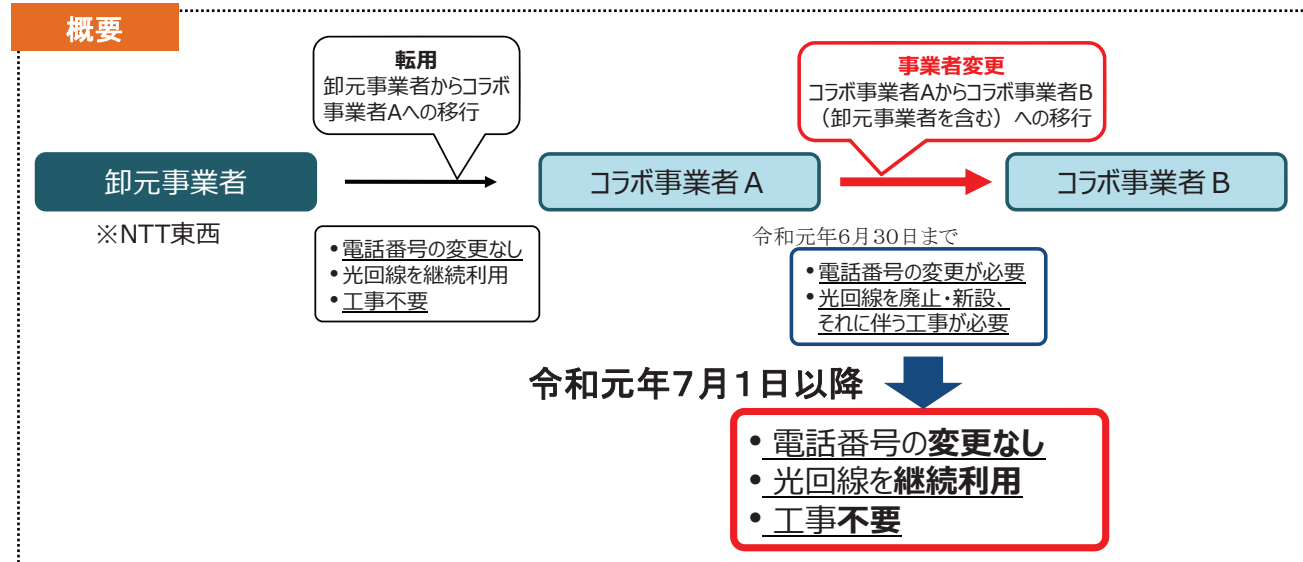 概要
転用
卸元事業者からコラボ
事業者Aへの移行
事業者変更
コラボ事業者AからコラボA事業者B
（卸元事業者を含む）への移行
卸元事業者
コラボ事業者A
コラボ事業者B
※NTT東西
• 電話番号の変更なし
• 光回線を継続利用
• 工事不要
令和元年6月30日まで
• 電話番号の変更が必要
• 光回線を廃止・新設、
それに伴う工事が必要
令和元年7月1日以降
• 電話番号の変更なし
• 光回線を継続利用
• 工事不要